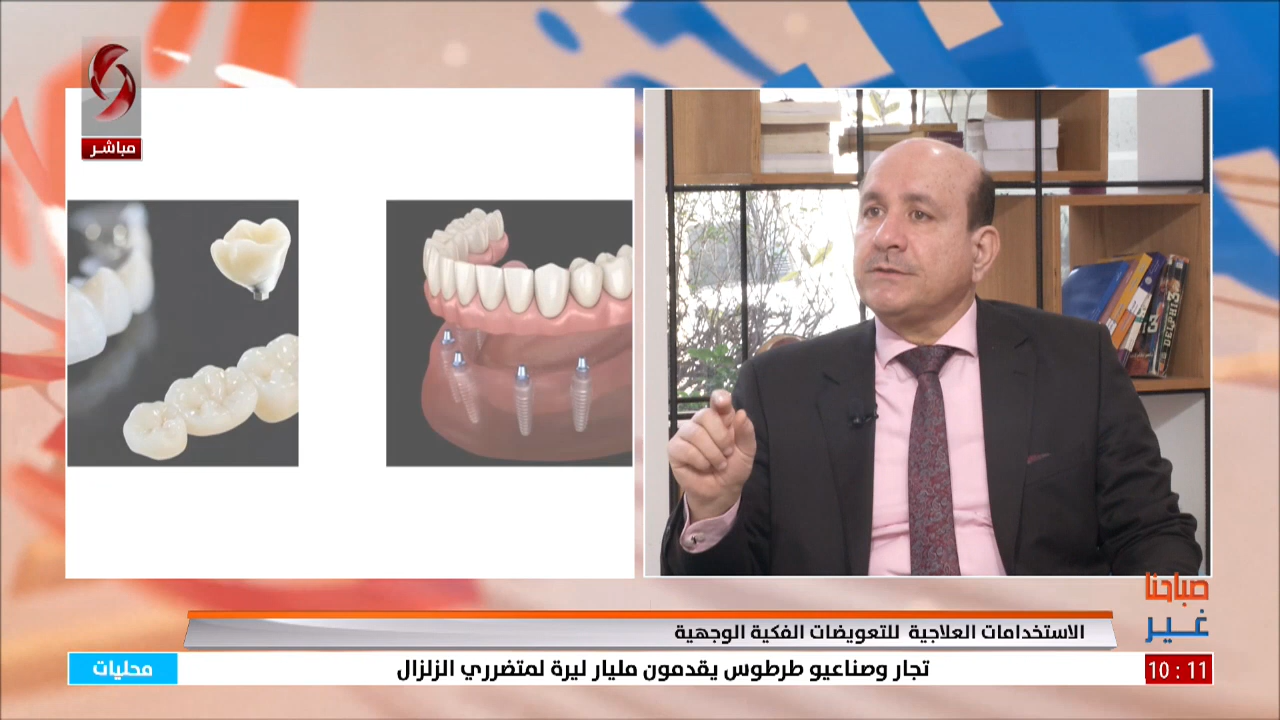 مباشر
DELPHI
صباحنا
غير
الاستخدامات العلاجية للتعويضات الفكية الوجهية
10 : 11
تجار وصناعيو طرطوس يقدمون مليار ليرة لمتضرري الزلزال
محليات